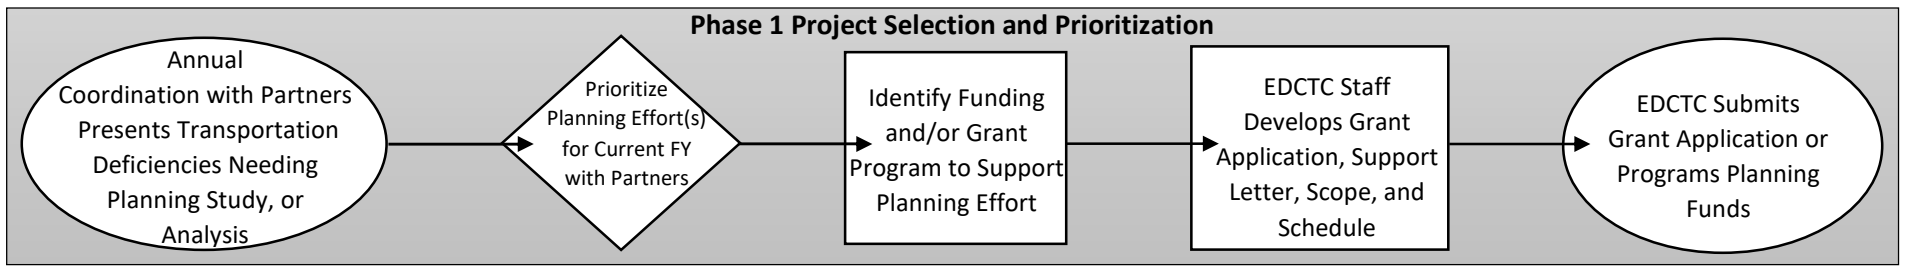 Phase 1 Project Selection and Prioritization
Annual
Coordination with Partners
Presents Transportation
Deficiencies Needing
Planning Study, or
Analysis
Prioritize
Planning Effort(s)
for Current FY
with Partners
Identify Funding
and/or Grant
Program to Support
Planning Effort
EDCTC Staff
Develops Grant
Application, Support
Letter, Scope, and
Schedule
EDCTC Submits
Grant Application or
Programs Planning
Funds